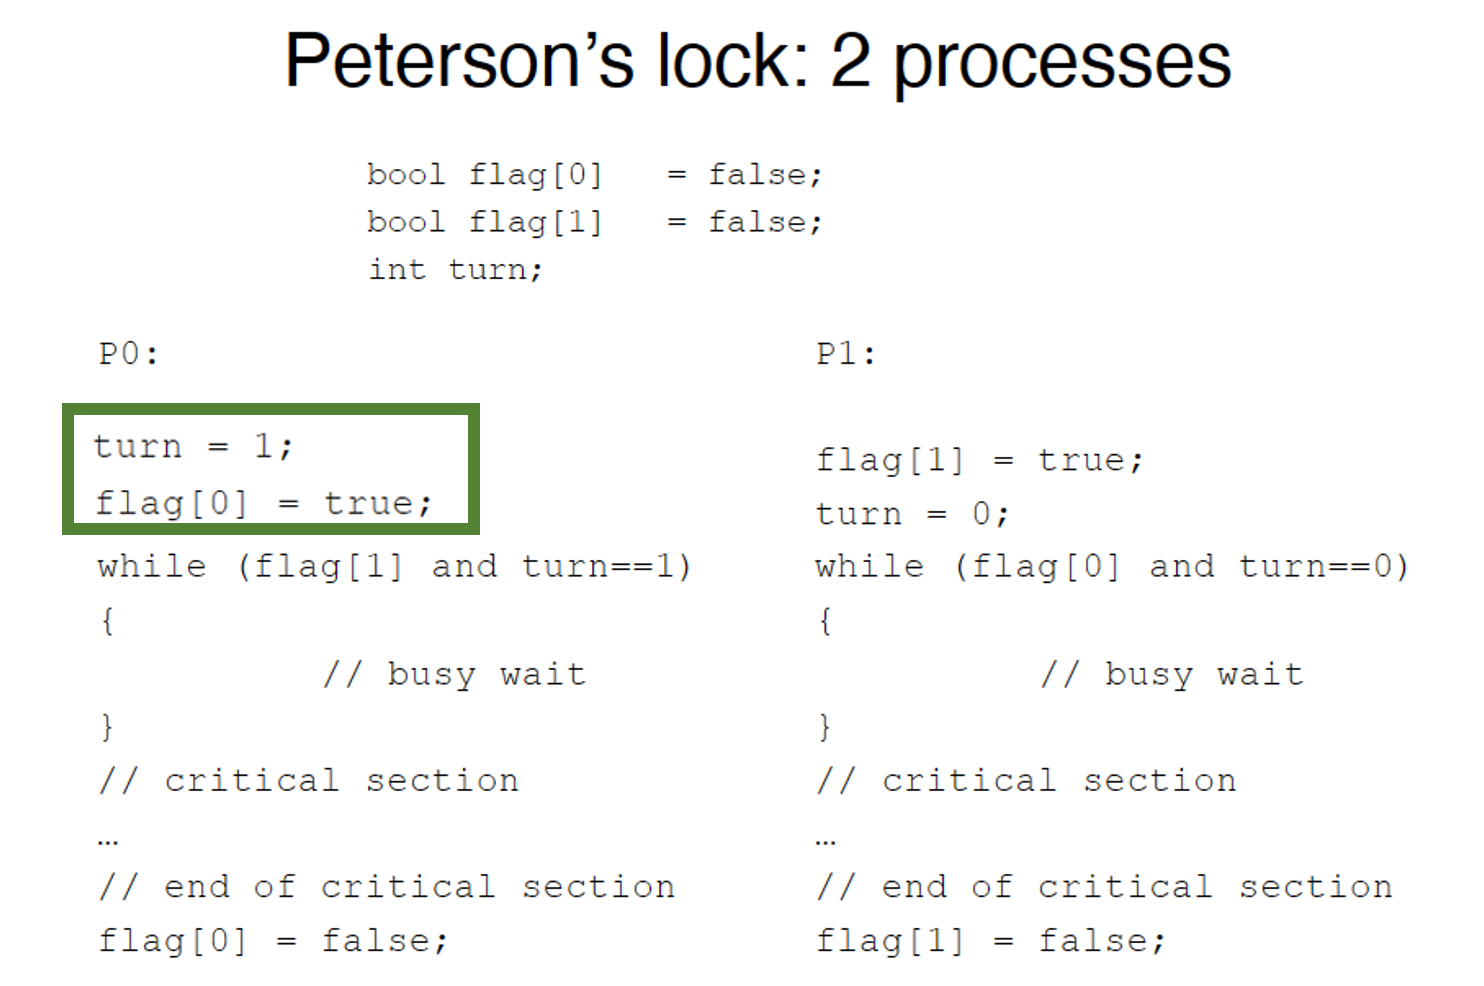 Peterson’s lock: 2 processes
bool flag[0]   = false;
bool flag[1]   = false;
int turn;
P0:
turn = 1;
flag[0] = true;
while (flag[1] and turn==1)
{
// busy wait
}
// critical section
…
// end of critical section
flag[0] = false;
P1:
flag[1] = true;
turn = 0;
while (flag[0] and turn==0)
{
// busy wait
}
// critical section
…
// end of critical section
flag[1] = false;